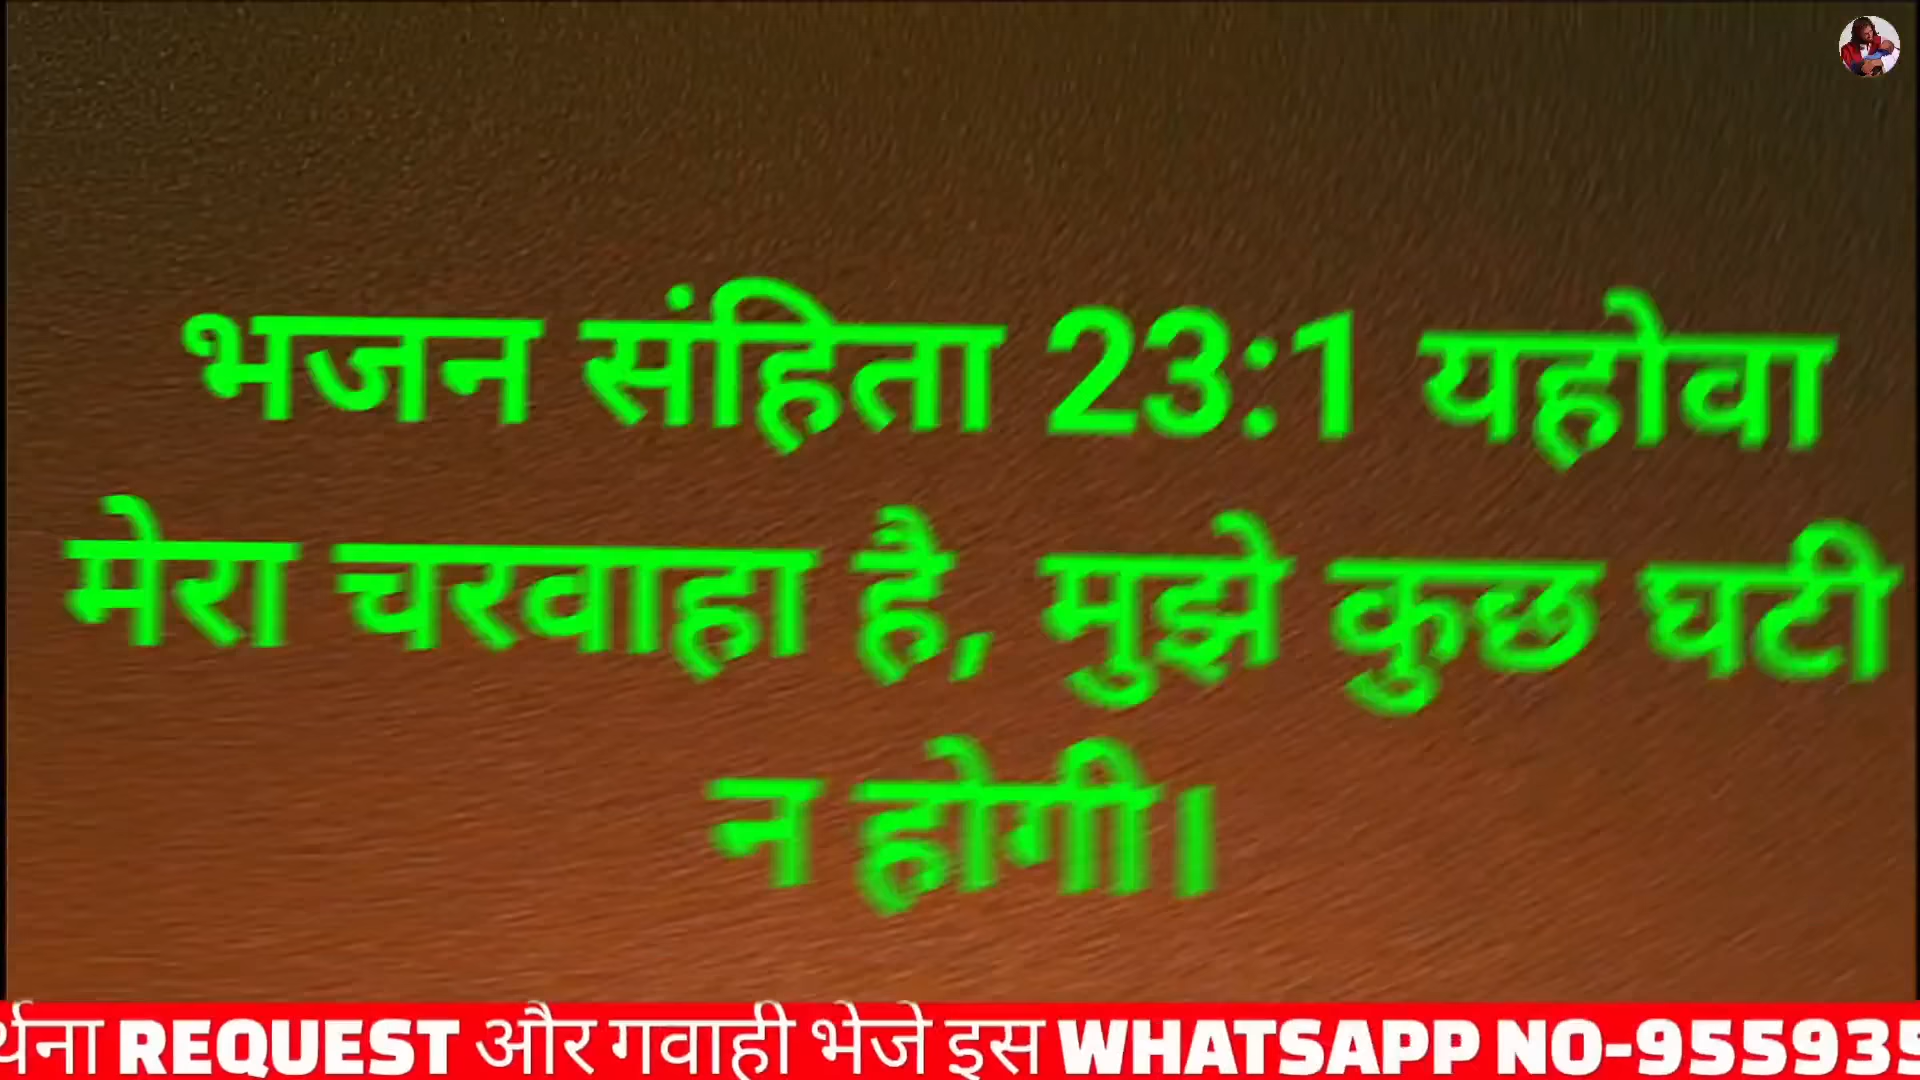 भजन संहिता 23:1 यहोवा
मेरा चरवाहा है, मुझे कुछ घटी
न होगी।
REQUEST और गवाही भेजे इस WHATSAPP NO-955935